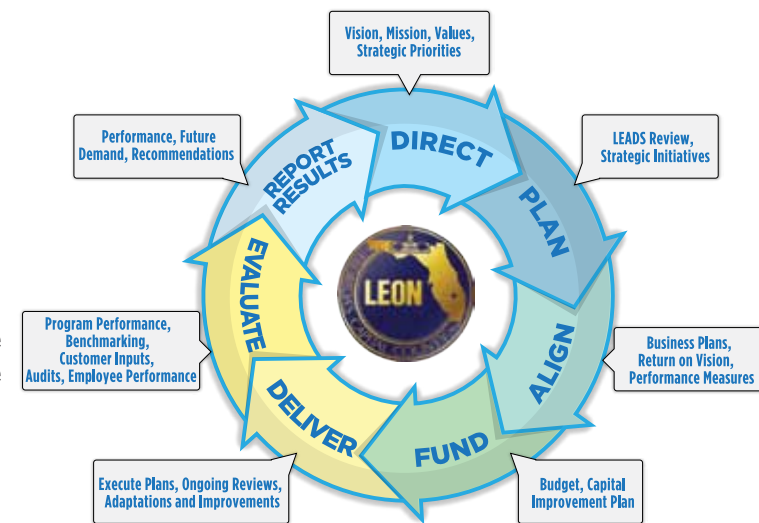 Vision, Mission, Values,
Strategic Priorities
DIRECT
LEADS Review,
Strategic Initiatives
PLAN
Business Plans,
Return on Vision,
Performance Measures
ALIGN
Budget, Capital
Improvement Plan
FUND
Execute Plans, Ongoing Reviews,
Adaptations and Improvements
DELIVER
Program Performance,
Benchmarking,
Customer Inputs,
Audits, Employee Performance
EVALUATE
Performance, Future
Demand, Recommendations
REPORT
RESULTS
LEON